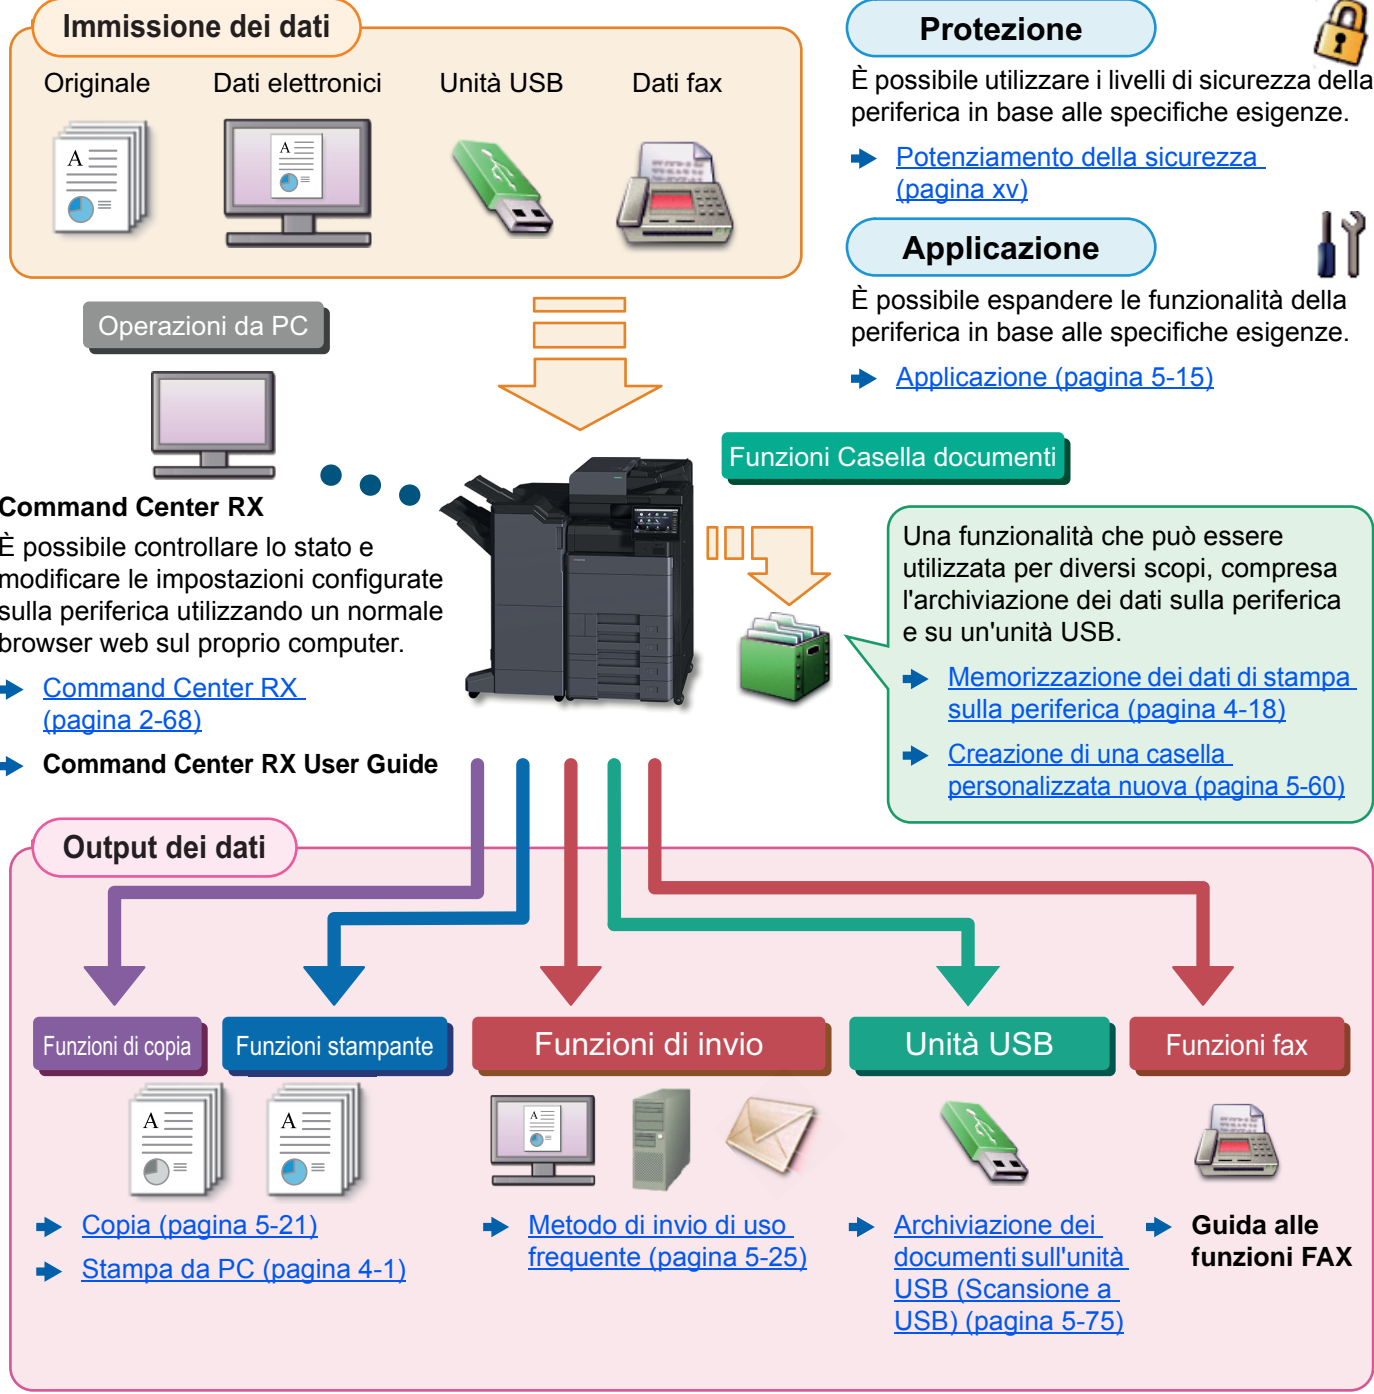 Immissione dei dati
Originale
Dati elettronici
Unità USB
Dati fax
Protezione
È possibile utilizzare i livelli di sicurezza della
periferica in base alle specifiche esigenze.
Potenziamento della sicurezza
(pagina xv)
Applicazione
È possibile espandere le funzionalità della
periferica in base alle specifiche esigenze.
Applicazione (pagina 5-15)
Operazioni da PC
Command Center RX
È possibile controllare lo stato e
modificare le impostazioni configurate
sulla periferica utilizzando un normale
browser web sul proprio computer.
Command Center RX
(pagina 2-68)
Command Center RX User Guide
Funzioni Casella documenti
Una funzionalità che può essere
utilizzata per diversi scopi, compresa
l'archiviazione dei dati sulla periferica
e su un'unità USB.
Memorizzazione dei dati di stampa
sulla periferica (pagina 4-18)
Creazione di una casella
personalizzata nuova (pagina 5-60)
Output dei dati
Funzioni di copia
Funzioni stampante
Funzioni di invio
Unità USB
Funzioni fax
Copia (pagina 5-21)
Stampa da PC (pagina 4-1)
Metodo di invio di uso
frequente (pagina 5-25)
Archiviazione dei
documenti sull'unità
USB (Scansione a
USB) (pagina 5-75)
Guida alle
funzioni FAX